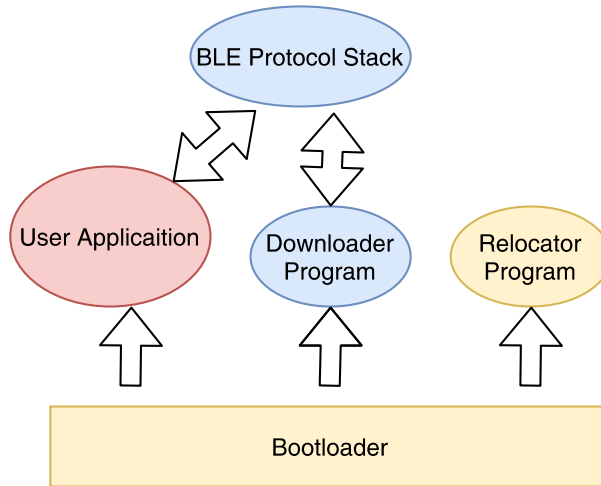 BLE Protocol Stack
User Applicaition
Downloader
Program
Relocator
Program
Bootloader